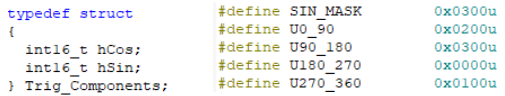 typedef struct
{
int16_t hCos;
int16_t hSin;
} Trig_Components;
#define SIN_MASK 0x0300u
#define U0_90 0x0200u
#define U90_180 0x0300u
#define U180_270 0x0000u
#define U270_360 0x0100u